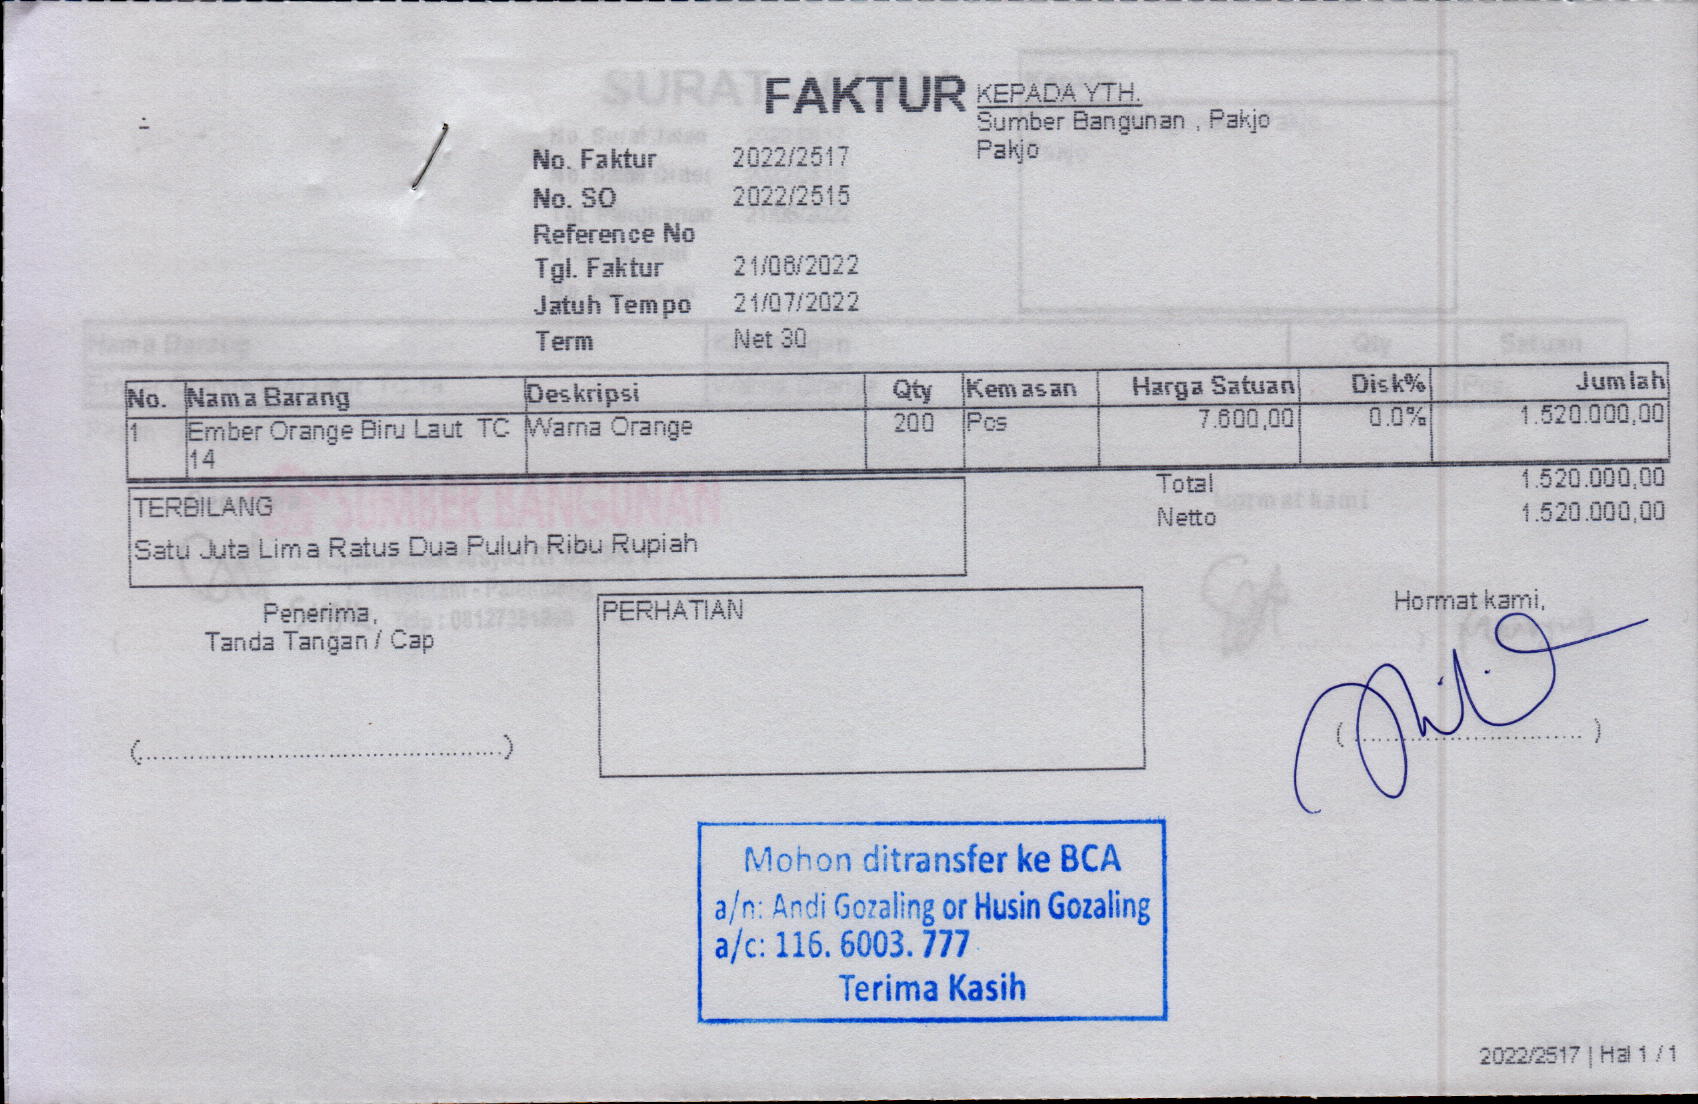 FAKTUR
KEPADA YTH.
Sumber Bangunan , Pakjo
Pakjo
No. Faktur 2022/2517
No. SO 2022/2515
Reference No
Tgl. Faktur 21/06/2022
Jatuh Tempo 21/07/2022
Term Net 30
No. Nama Barang Deskripsi Qty Kemasan Harga Satuan Disk% Jumlah
1 Ember Orange Biru Laut TC Warna Orange 200 Pcs 7.600,00 0.0% 1.520.000,00
14
Total 1.520.000,00
Netto 1.520.000,00
TERBILANG
Satu Juta Lima Ratus Dua Puluh Ribu Rupiah
Penerima,
Tanda Tangan / Cap
(........................................)
PERHATIAN
Hormat kami,
(........................................)
Mohon ditransfer ke BCA
a/n: Andi Gozaling or Husin Gozaling
a/c: 116. 6003. 777
Terima Kasih
2022/2517 | Hal 1 / 1